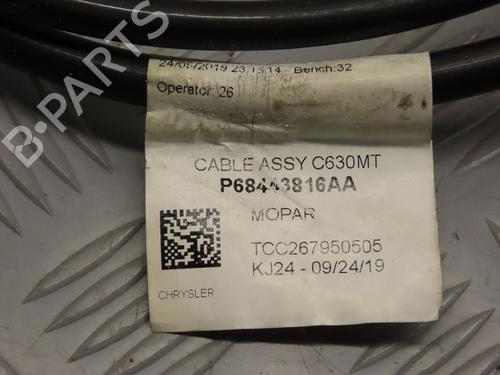 24/09/2019 23:13:14 - Bench:32
Operator: 26
CABLE ASSY C630MT
P68443816AA
MOPAR
TCC267950505
KJ24 - 09/24/19
CHRYSLER
B-Parts